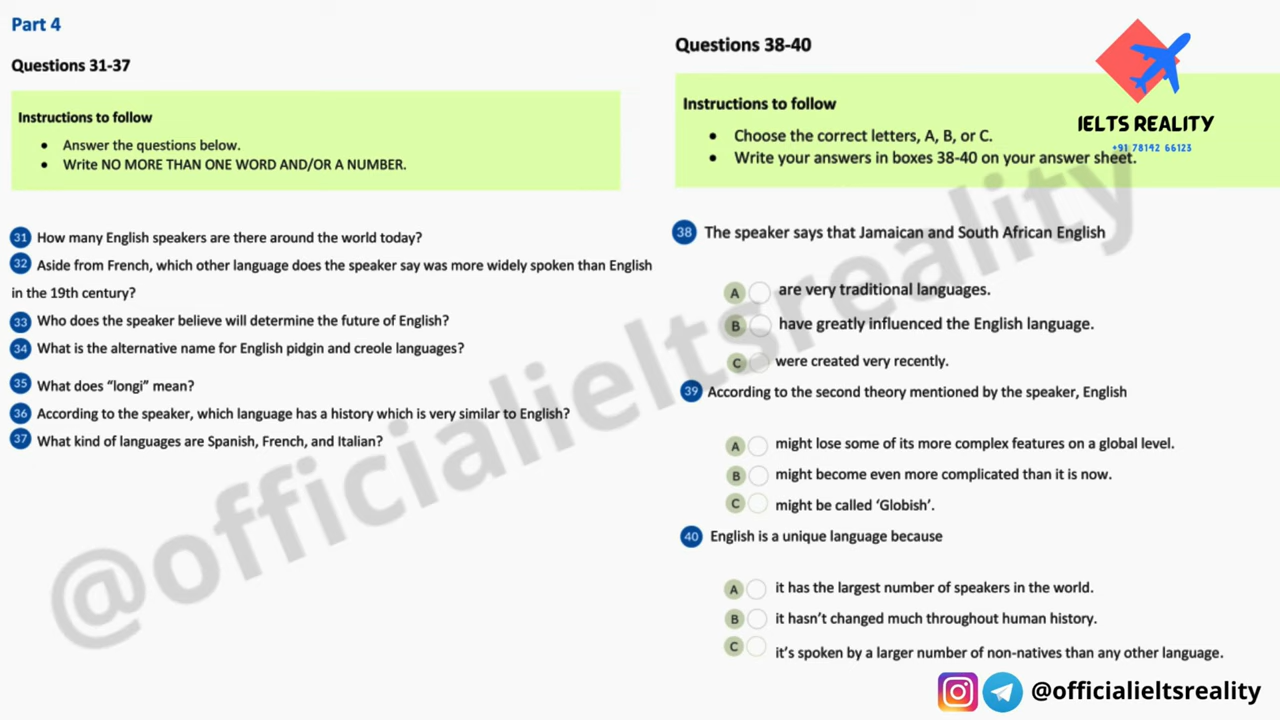 Part 4
Questions 31-37
Instructions to follow
• Answer the questions below.
• Write NO MORE THAN ONE WORD AND/OR A NUMBER.
31 How many English speakers are there around the world today?
32 Aside from French, which other language does the speaker say was more widely spoken than English
in the 19th century?
33 Who does the speaker believe will determine the future of English?
34 What is the alternative name for English pidgin and creole languages?
35 What does “longi” mean?
36 According to the speaker, which language has a history which is very similar to English?
37 What kind of languages are Spanish, French, and Italian?
Questions 38-40
Instructions to follow
• Choose the correct letters, A, B, or C.
• Write your answers in boxes 38-40 on your answer sheet.
IELTS REALITY
+91 78142 66123
38 The speaker says that Jamaican and South African English
A are very traditional languages.
B have greatly influenced the English language.
C were created very recently.
39 According to the second theory mentioned by the speaker, English
A might lose some of its more complex features on a global level.
B might become even more complicated than it is now.
C might be called ‘Globish’.
40 English is a unique language because
A it has the largest number of speakers in the world.
B it hasn’t changed much throughout human history.
C it’s spoken by a larger number of non-natives than any other language.
@officialieltsreality
@officialieltsreality